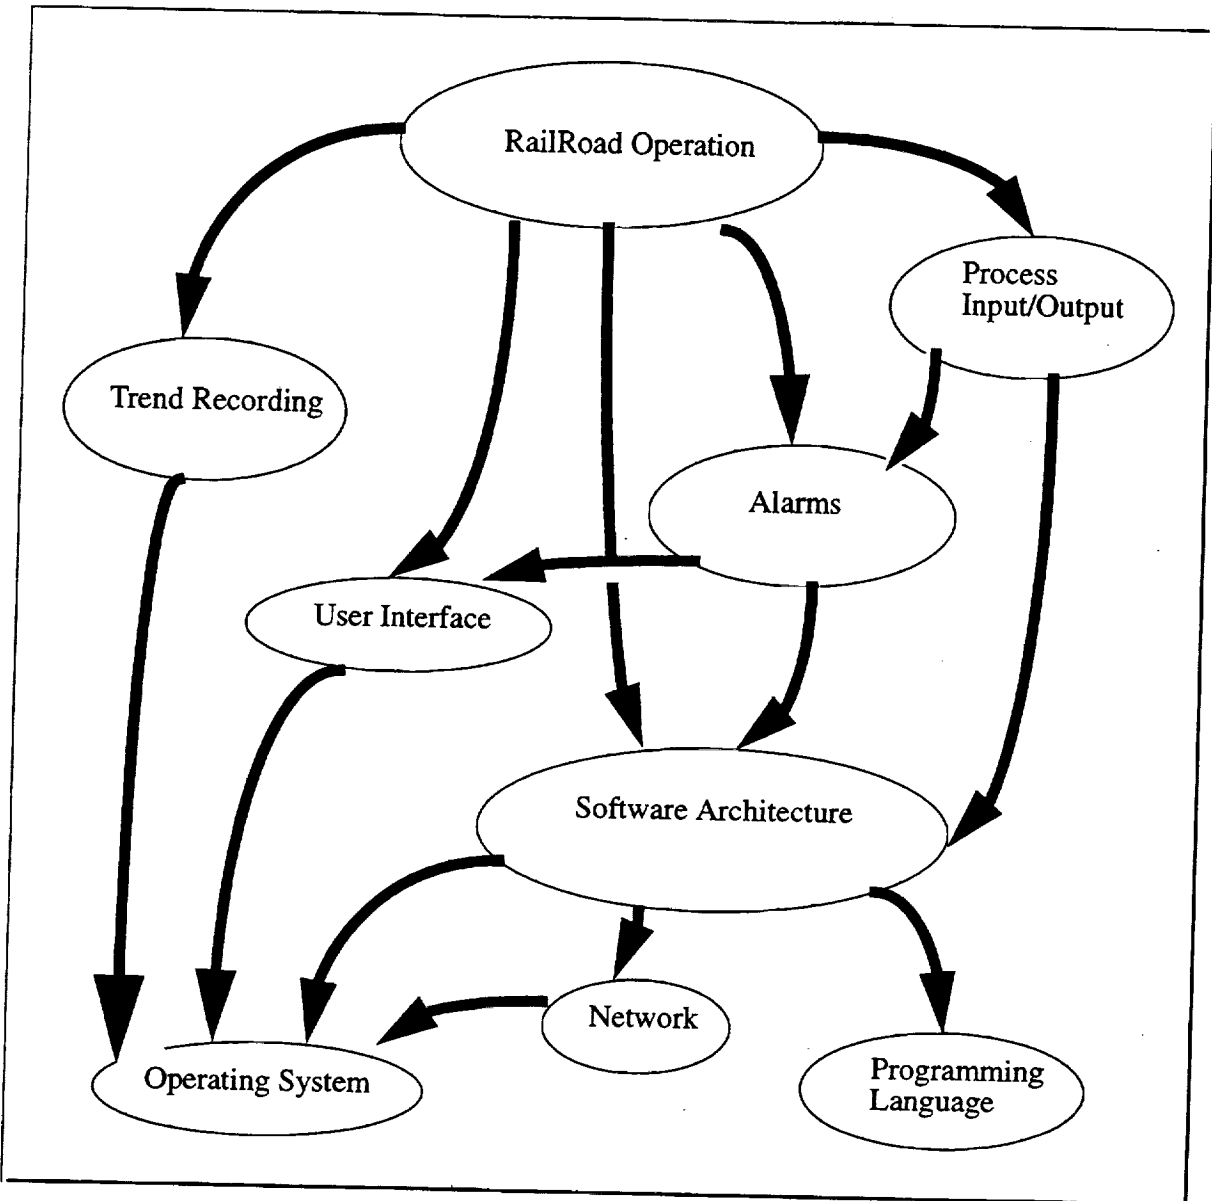 RailRoad Operation
Process
Input/Output
Trend Recording
Alarms
User Interface
Software Architecture
Network
Operating System
Programming
Language